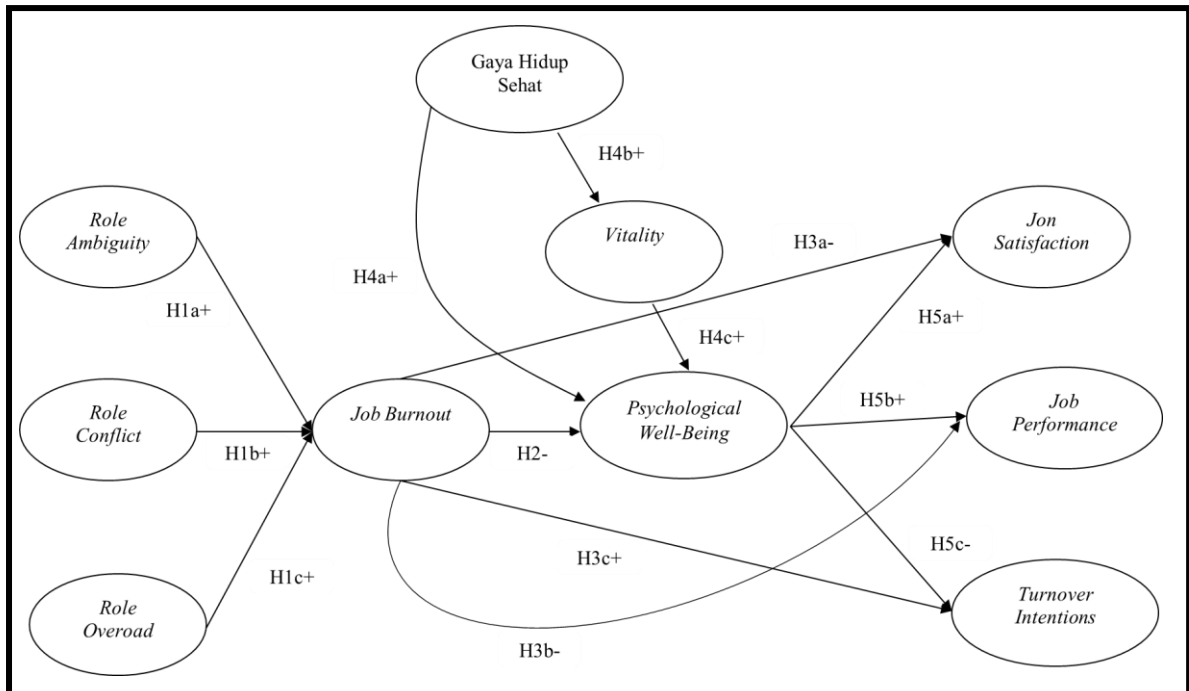 Gaya Hidup
Sehat
H4b+
Role
Ambiguity
Vitality
Jon
Satisfaction
H3a-
H4a+
H1a+
H5a+
H4c+
Role
Conflict
Job Burnout
Psychological
Well-Being
H5b+
Job
Performance
H1b+
H2-
H5c-
H3c+
H1c+
Role
Overoad
Turnover
Intentions
H3b-